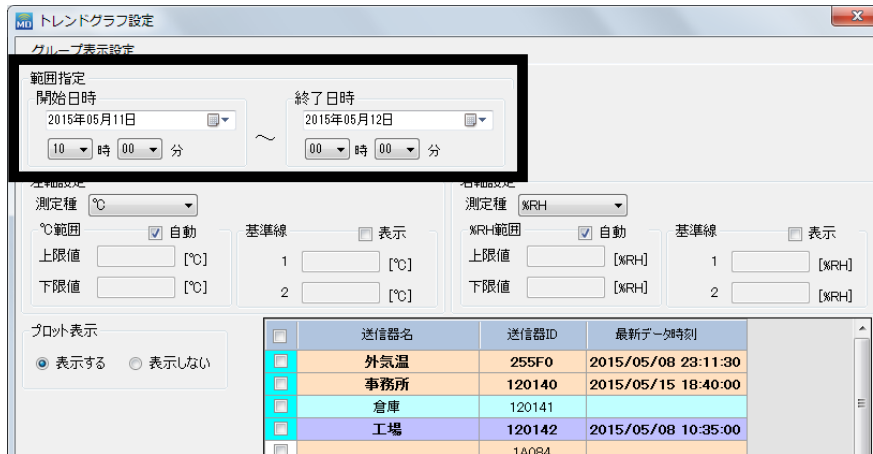 MD トレンドグラフ設定 x
グループ表示設定
範囲指定
開始日時 終了日時
2015年05月11日 ～ 2015年05月12日
10 時 00 分 00 時 00 分
左軸設定 右軸設定
測定種 ℃ 測定種 %RH
℃範囲 自動 基準線 表示 %RH範囲 自動 基準線 表示
上限値 [℃] 1 [℃] 上限値 [%RH] 1 [%RH]
下限値 [℃] 2 [℃] 下限値 [%RH] 2 [%RH]
プロット表示
表示する 表示しない
送信器名 送信器ID 最新データ時刻
外気温 255F0 2015/05/08 23:11:30
事務所 120140 2015/05/15 18:40:00
倉庫 120141
工場 120142 2015/05/08 10:35:00
1A084